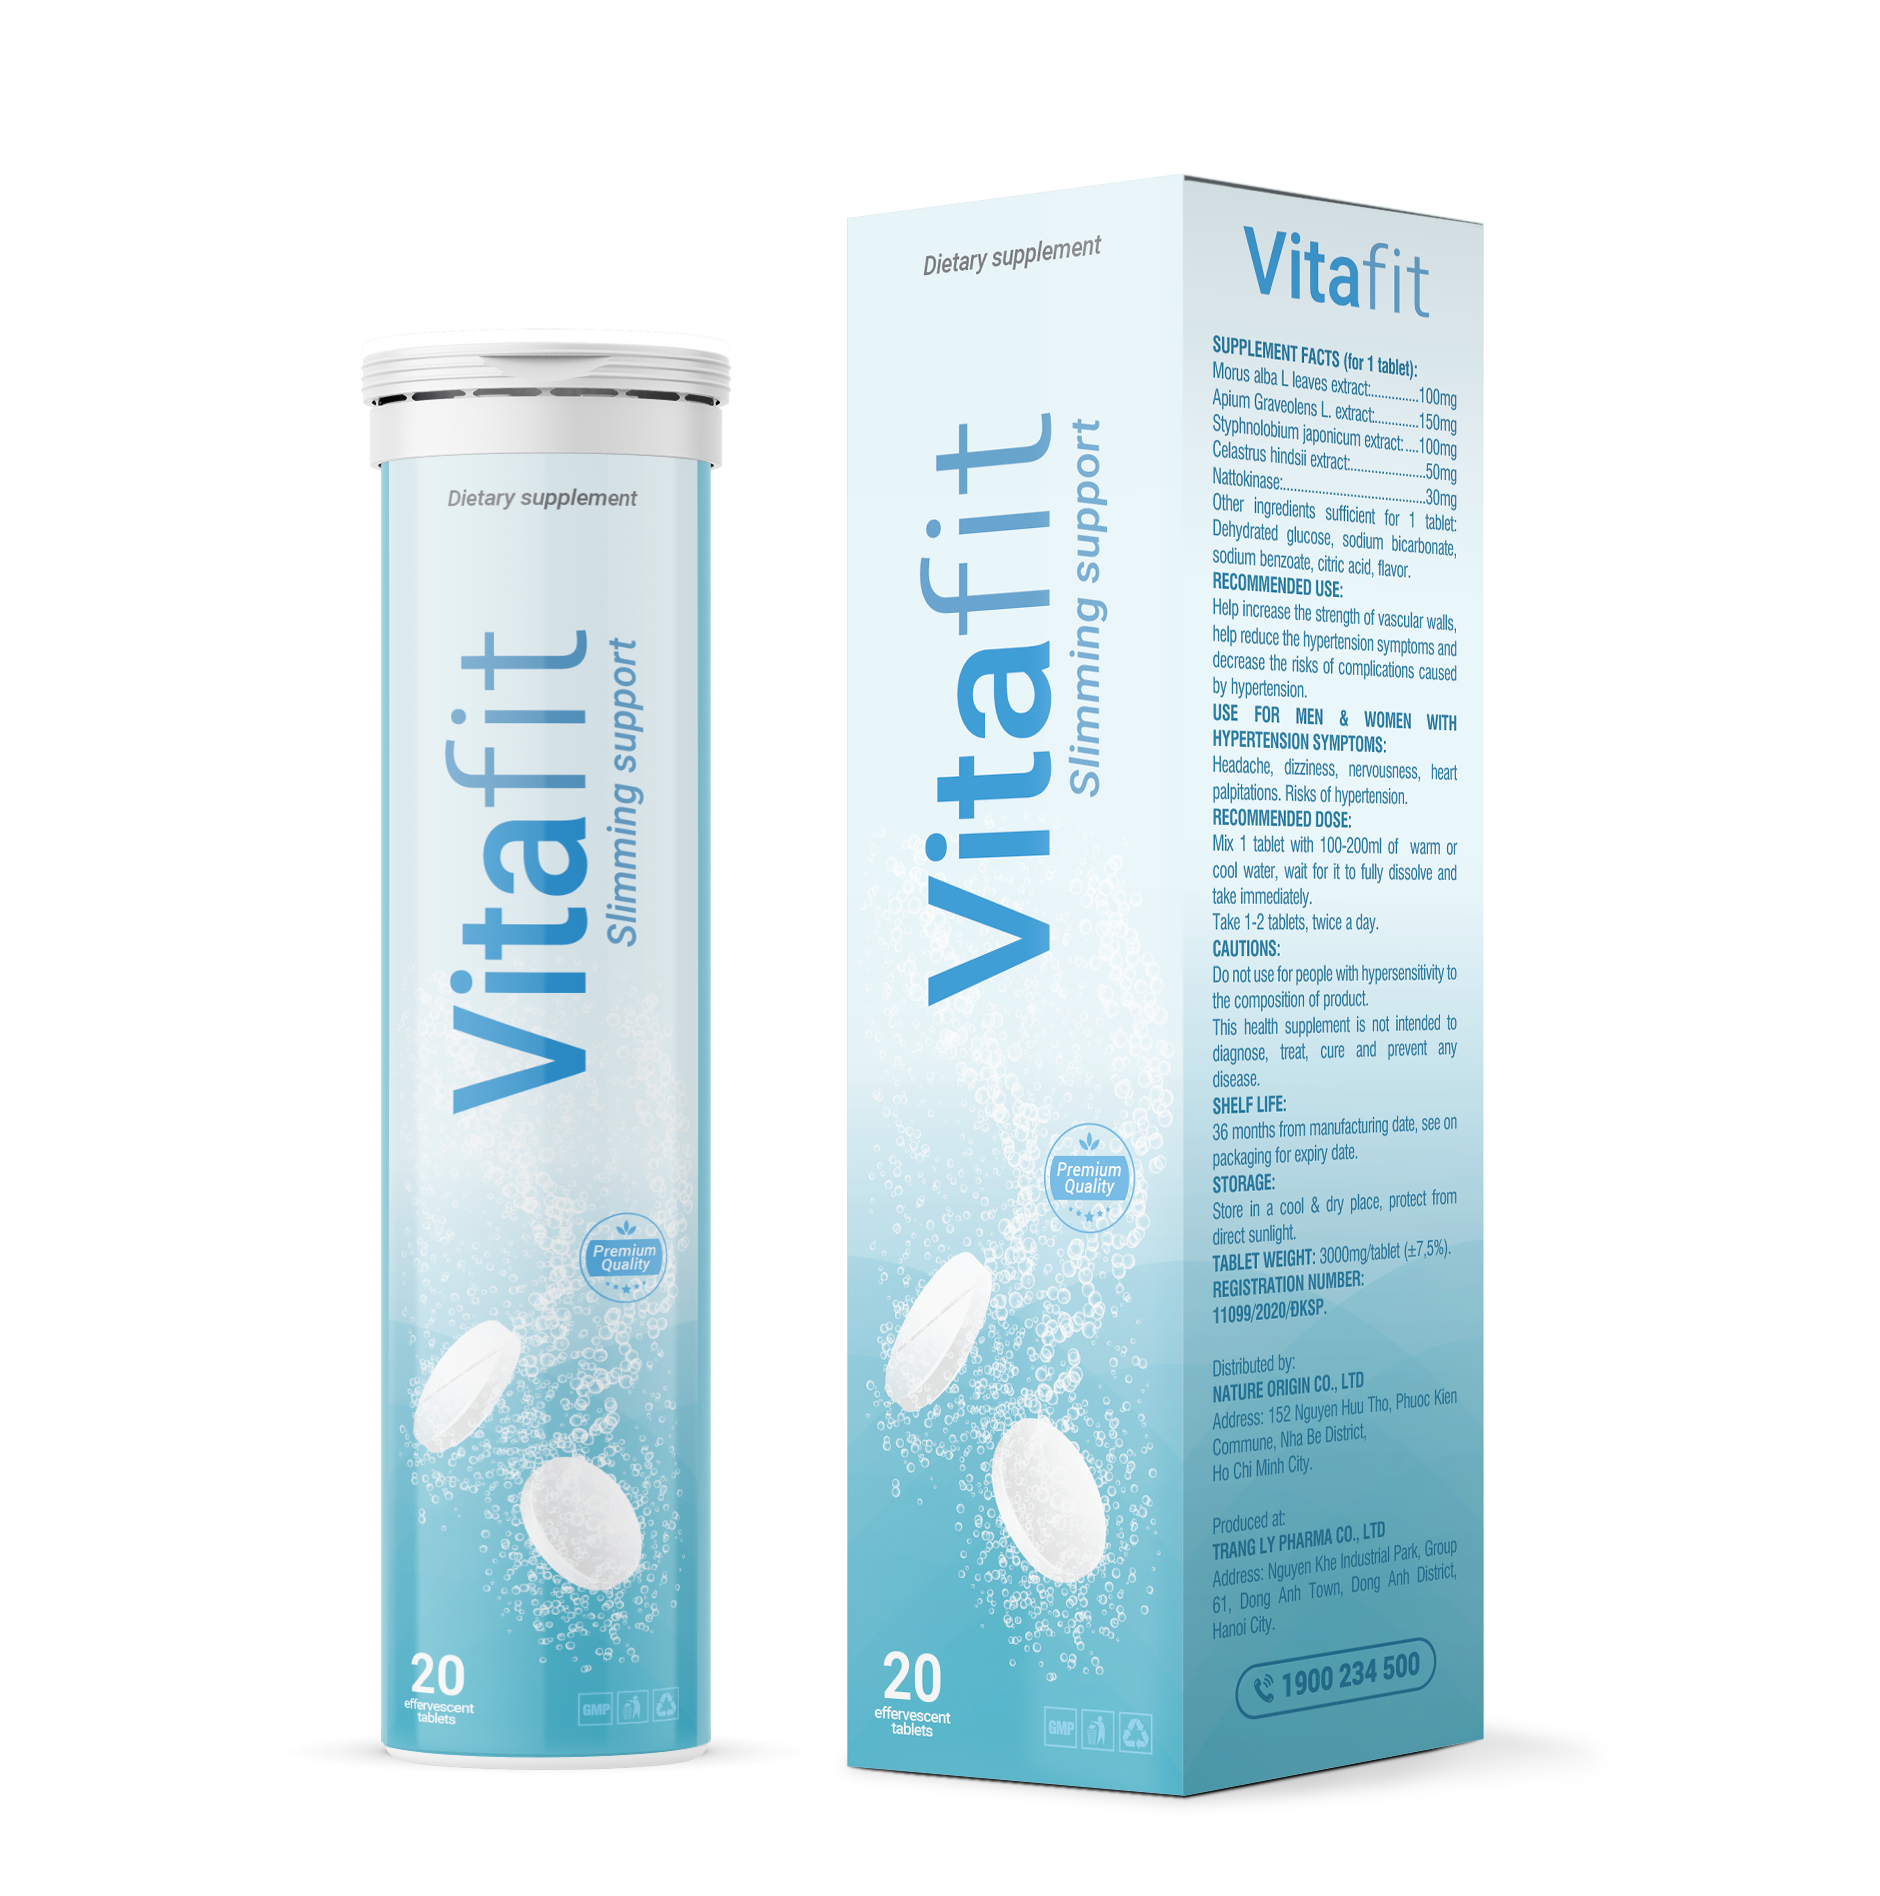 Dietary supplement
Vitafit
Slimming support
Premium
Quality
20
effervescent
tablets
GMP
Dietary supplement
Vitafit
Slimming support
Premium
Quality
20
effervescent
tablets
GMP
Vitafit
SUPPLEMENT FACTS (for 1 tablet):
Morus alba L leaves extract:.............100mg
Apium Graveolens L. extract:............150mg
Styphnolobium japonicum extract:....100mg
Celastrus hindsii extract:.....................50mg
Nattokinase:.......................................30mg
Other ingredients sufficient for 1 tablet:
Dehydrated glucose, sodium bicarbonate,
sodium benzoate, citric acid, flavor.
RECOMMENDED USE:
Help increase the strength of vascular walls,
help reduce the hypertension symptoms and
decrease the risks of complications caused
by hypertension.
USE FOR MEN & WOMEN WITH
HYPERTENSION SYMPTOMS:
Headache, dizziness, nervousness, heart
palpitations. Risks of hypertension.
RECOMMENDED DOSE:
Mix 1 tablet with 100-200ml of warm or
cool water, wait for it to fully dissolve and
take immediately.
Take 1-2 tablets, twice a day.
CAUTIONS:
Do not use for people with hypersensitivity to
the composition of product.
This health supplement is not intended to
diagnose, treat, cure and prevent any
disease.
SHELF LIFE:
36 months from manufacturing date, see on
packaging for expiry date.
STORAGE:
Store in a cool & dry place, protect from
direct sunlight.
TABLET WEIGHT: 3000mg/tablet (±7,5%).
REGISTRATION NUMBER:
11099/2020/ĐKSP.
Distributed by:
NATURE ORIGIN CO., LTD
Address: 152 Nguyen Huu Tho, Phuoc Kien
Commune, Nha Be District,
Ho Chi Minh City.
Produced at:
TRANG LY PHARMA CO., LTD
Address: Nguyen Khe Industrial Park, Group
61, Dong Anh Town, Dong Anh District,
Hanoi City.
1900 234 500